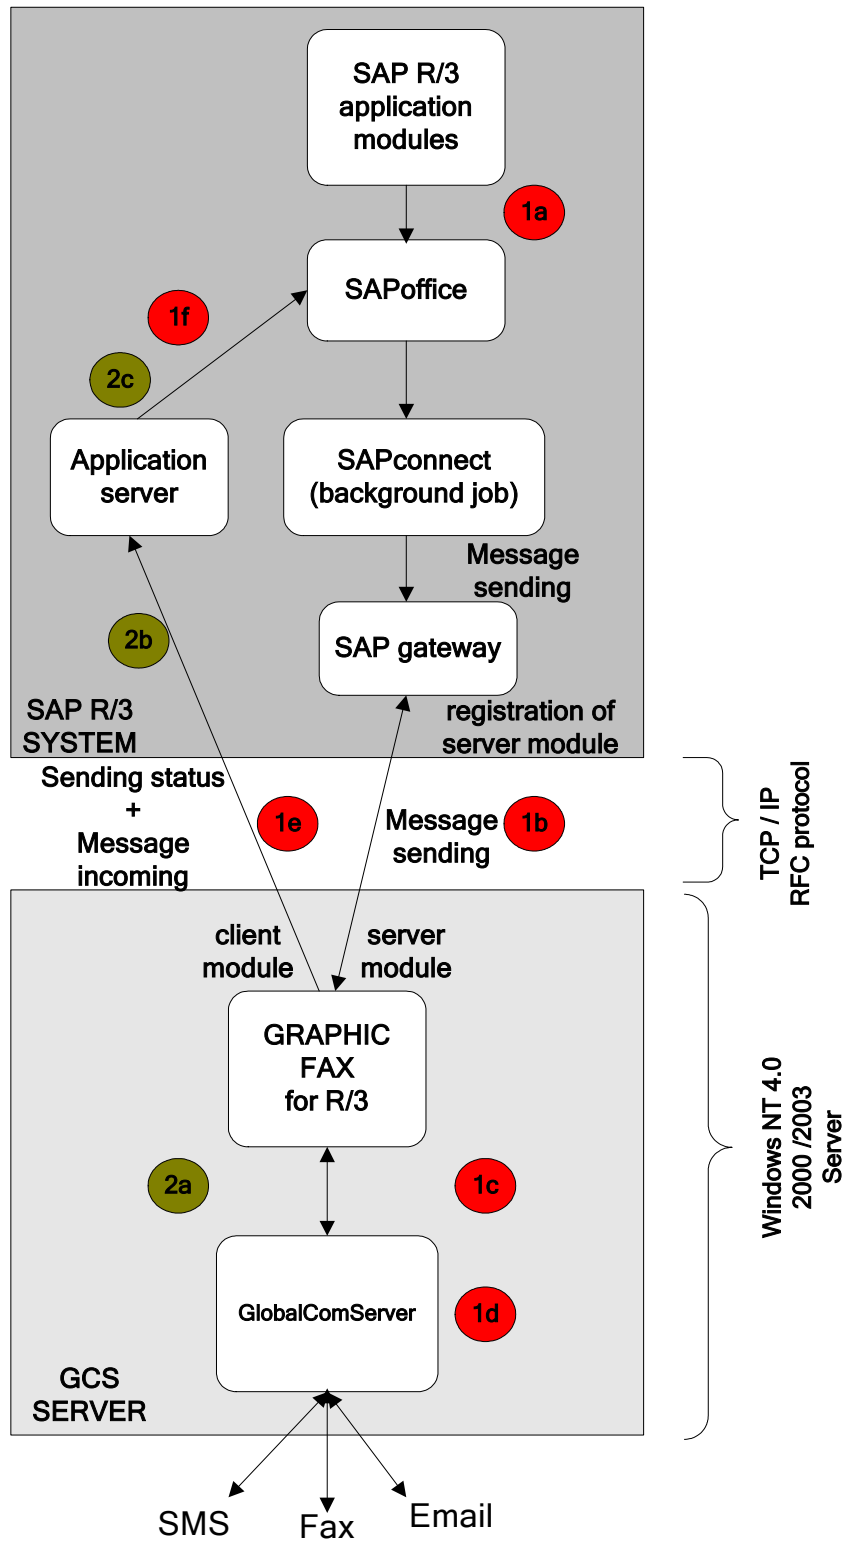 SAP R/3
application
modules
1a
SAPoffice
1f
2c
Application
server
SAPconnect
(background job)
Message
sending
2b
SAP gateway
SAP R/3
SYSTEM
registration of
server module
Sending status
+
Message
incoming
1e
Message
sending
1b
TCP / IP
RFC protocol
client
module
server
module
GRAPHIC
FAX
for R/3
2a
1c
Windows NT 4.0
2000 /2003
Server
GlobalComServer
1d
GCS
SERVER
SMS
Fax
Email